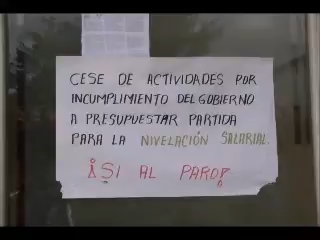 CESE DE ACTIVIDADES POR
INCUMPLIMIENTO DEL GOBIERNO
A PRESUPUESTAR PARTIDA
PARA LA NIVELACIÓN SALARIAL.
¡SI AL PARO!